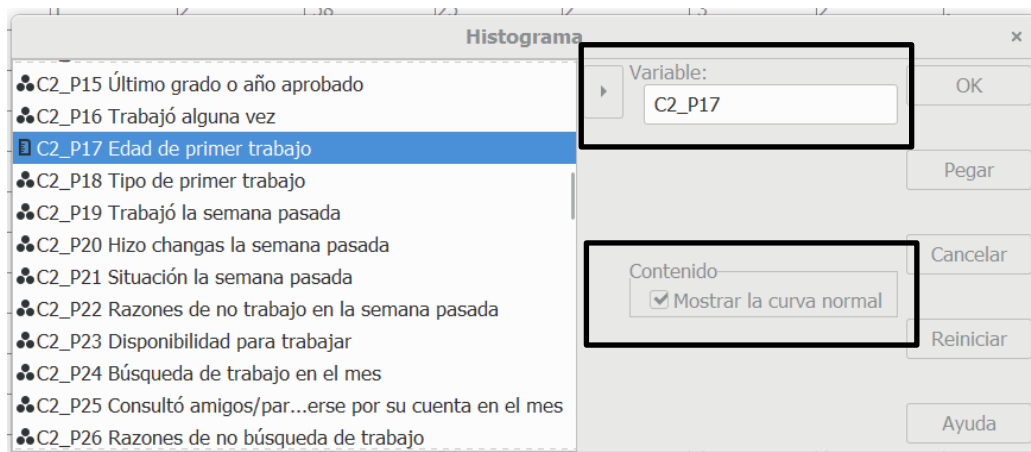 Histograma
C2_P15 Último grado o año aprobado
C2_P16 Trabajó alguna vez
C2_P17 Edad de primer trabajo
C2_P18 Tipo de primer trabajo
C2_P19 Trabajó la semana pasada
C2_P20 Hizo changas la semana pasada
C2_P21 Situación la semana pasada
C2_P22 Razones de no trabajo en la semana pasada
C2_P23 Disponibilidad para trabajar
C2_P24 Búsqueda de trabajo en el mes
C2_P25 Consultó amigos/par...erse por su cuenta en el mes
C2_P26 Razones de no búsqueda de trabajo
Variable:
C2_P17
Contenido
Mostrar la curva normal
OK
Pegar
Cancelar
Reiniciar
Ayuda